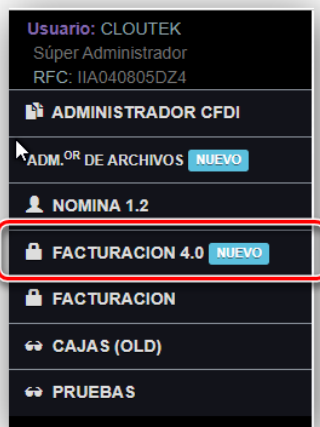 Usuario: CLOUTEK
Súper Administrador
RFC: IIA040805DZ4
ADMINISTRADOR CFDI
ADM.OR DE ARCHIVOS NUEVO
NOMINA 1.2
FACTURACION 4.0 NUEVO
FACTURACION
CAJAS (OLD)
PRUEBAS